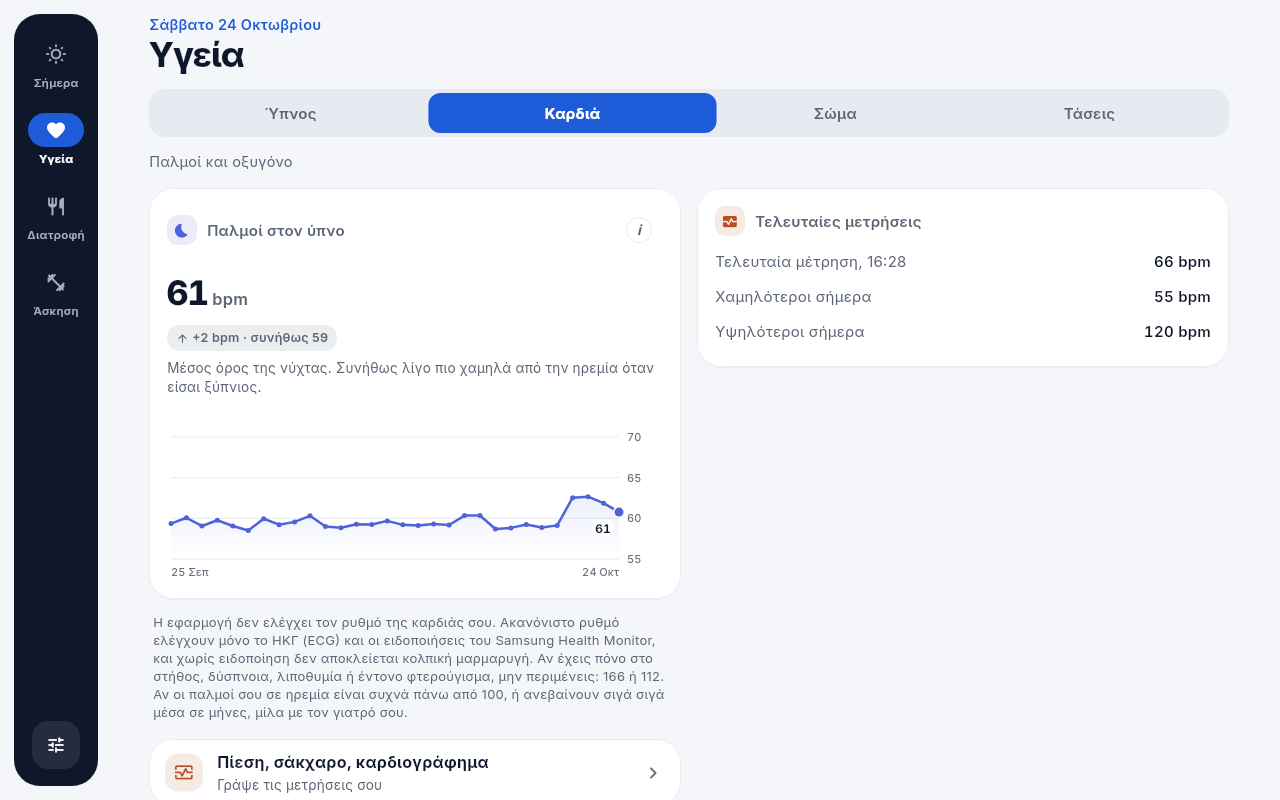 Σήμερα
Υγεία
Διατροφή
Άσκηση
Σάββατο 24 Οκτωβρίου
Υγεία
Ύπνος
Καρδιά
Σώμα
Τάσεις
Παλμοί και οξυγόνο
Παλμοί στον ύπνο
i
61 bpm
↑ +2 bpm · συνήθως 59
Μέσος όρος της νύχτας. Συνήθως λίγο πιο χαμηλά από την ηρεμία όταν
είσαι ξύπνιος.
70
65
60
55
61
25 Σεπ
24 Οκτ
Τελευταίες μετρήσεις
Τελευταία μέτρηση, 16:28 66 bpm
Χαμηλότεροι σήμερα 55 bpm
Υψηλότεροι σήμερα 120 bpm
Η εφαρμογή δεν ελέγχει τον ρυθμό της καρδιάς σου. Ακανόνιστο ρυθμό
ελέγχουν μόνο το ΗΚΓ (ECG) και οι ειδοποιήσεις του Samsung Health Monitor,
και χωρίς ειδοποίηση δεν αποκλείεται κολπική μαρμαρυγή. Αν έχεις πόνο στο
στήθος, δύσπνοια, λιποθυμία ή έντονο φτερούγισμα, μην περιμένεις: 166 ή 112.
Αν οι παλμοί σου σε ηρεμία είναι συχνά πάνω από 100, ή ανεβαίνουν σιγά σιγά
μέσα σε μήνες, μίλα με τον γιατρό σου.
Πίεση, σάκχαρο, καρδιογράφημα
Γράψε τις μετρήσεις σου